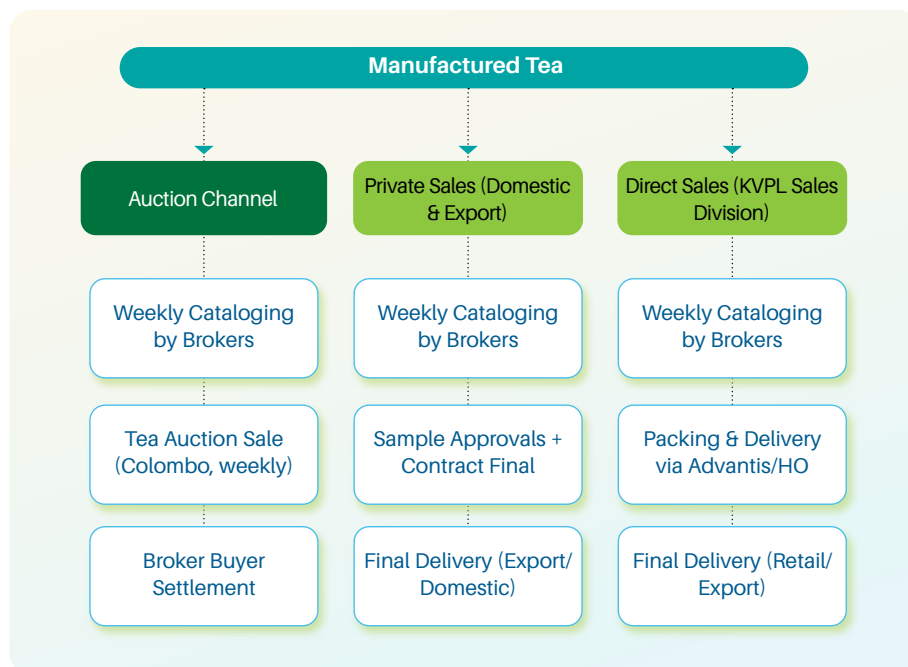 Manufactured Tea
Auction Channel
Private Sales (Domestic
& Export)
Direct Sales (KVPL Sales
Division)
Weekly Cataloging
by Brokers
Weekly Cataloging
by Brokers
Weekly Cataloging
by Brokers
Tea Auction Sale
(Colombo, weekly)
Sample Approvals +
Contract Final
Packing & Delivery
via Advantis/HO
Broker Buyer
Settlement
Final Delivery (Export/
Domestic)
Final Delivery (Retail/
Export)